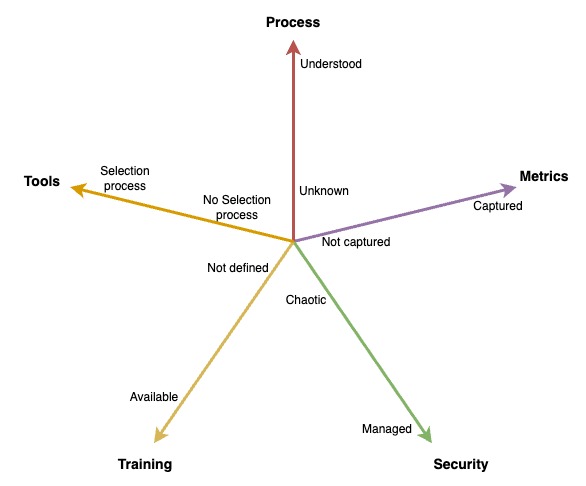 Process
Understood
Selection
process
Tools
Metrics
No Selection
process
Unknown
Captured
Not captured
Not defined
Chaotic
Available
Managed
Training
Security